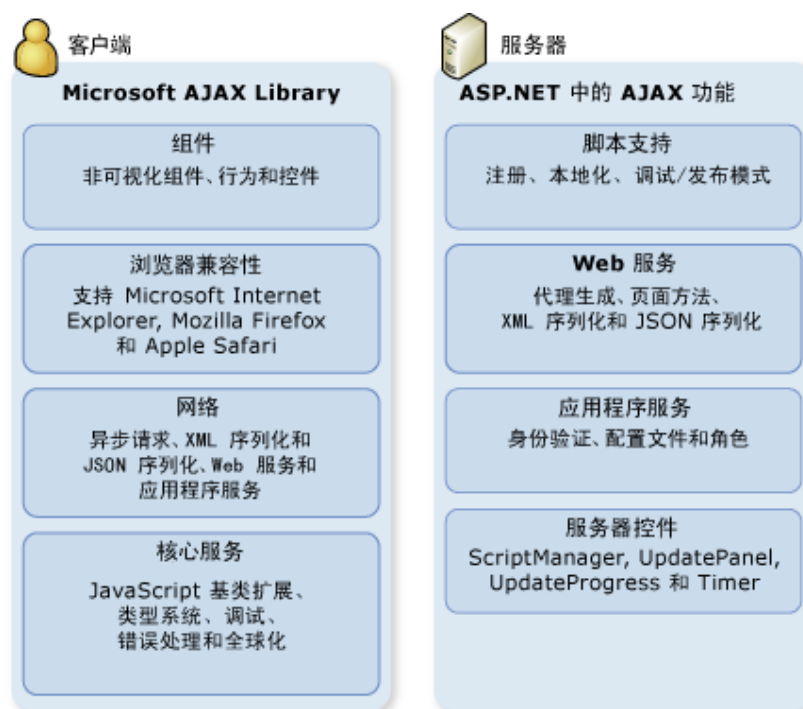 客户端
Microsoft AJAX Library
组件
非可视化组件、行为和控件
浏览器兼容性
支持 Microsoft Internet
Explorer, Mozilla Firefox
和 Apple Safari
网络
异步请求、XML 序列化和
JSON 序列化、Web 服务和
应用程序服务
核心服务
JavaScript 基类扩展、
类型系统、调试、
错误处理和全球化
服务器
ASP.NET 中的 AJAX 功能
脚本支持
注册、本地化、调试/发布模式
Web 服务
代理生成、页面方法、
XML 序列化和 JSON 序列化
应用程序服务
身份验证、配置文件和角色
服务器控件
ScriptManager, UpdatePanel,
UpdateProgress 和 Timer